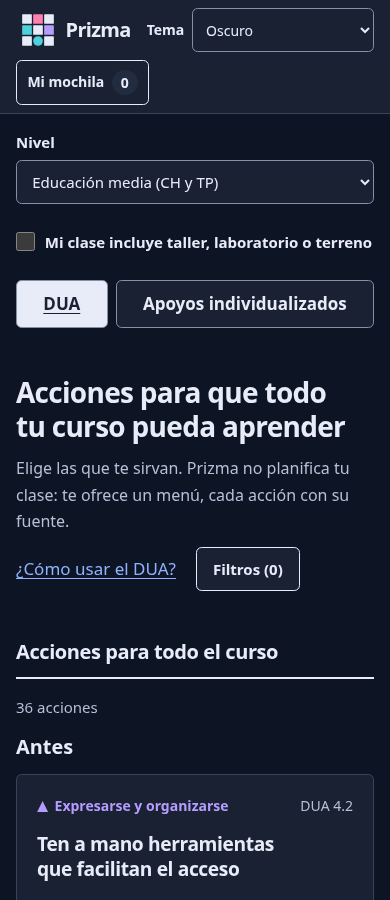 Prizma
Tema
Oscuro
Mi mochila 0
Nivel
Educación media (CH y TP)
Mi clase incluye taller, laboratorio o terreno
DUA
Apoyos individualizados
Acciones para que todo
tu curso pueda aprender
Elige las que te sirvan. Prizma no planifica tu
clase: te ofrece un menú, cada acción con su
fuente.
¿Cómo usar el DUA?
Filtros (0)
Acciones para todo el curso
36 acciones
Antes
Expresarse y organizarse
DUA 4.2
Ten a mano herramientas
que facilitan el acceso